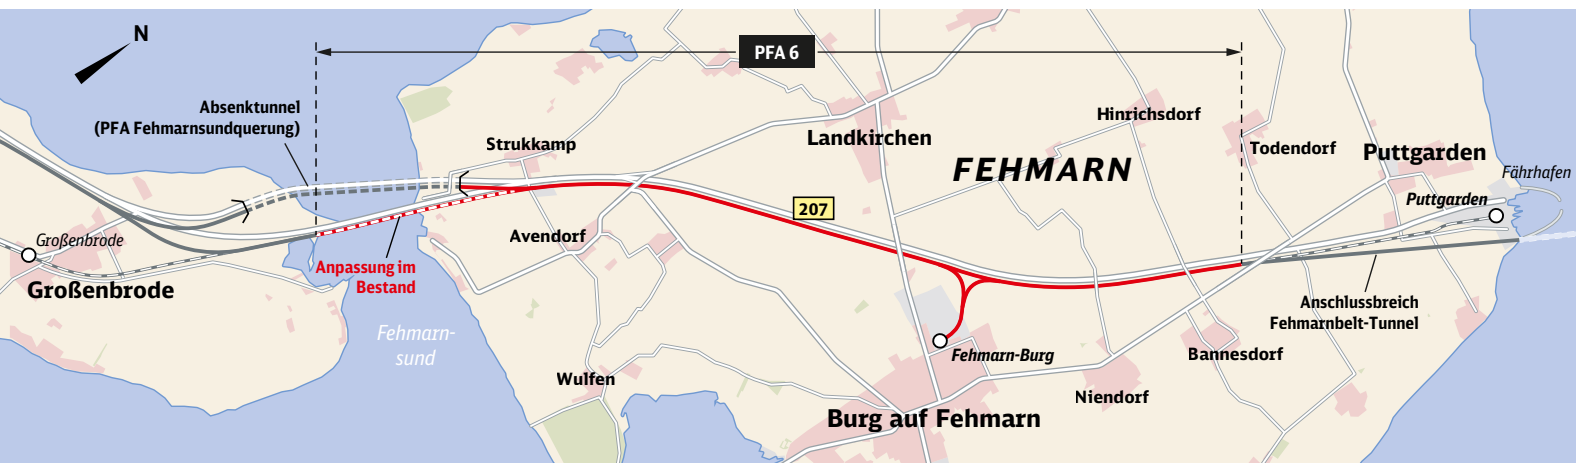 N
PFA 6
Absenktunnel
(PFA Fehmarnsundquerung)
Strukkamp
Landkirchen
Hinrichsdorf
FEHMARN
Todendorf
Puttgarden
Fährhafen
Puttgarden
207
Großenbrode
Avendorf
Anpassung im
Bestand
Großenbrode
Anschlussbreich
Fehmarnbelt-Tunnel
Fehmarn-
sund
Fehmarn-Burg
Bannesdorf
Wulfen
Niendorf
Burg auf Fehmarn